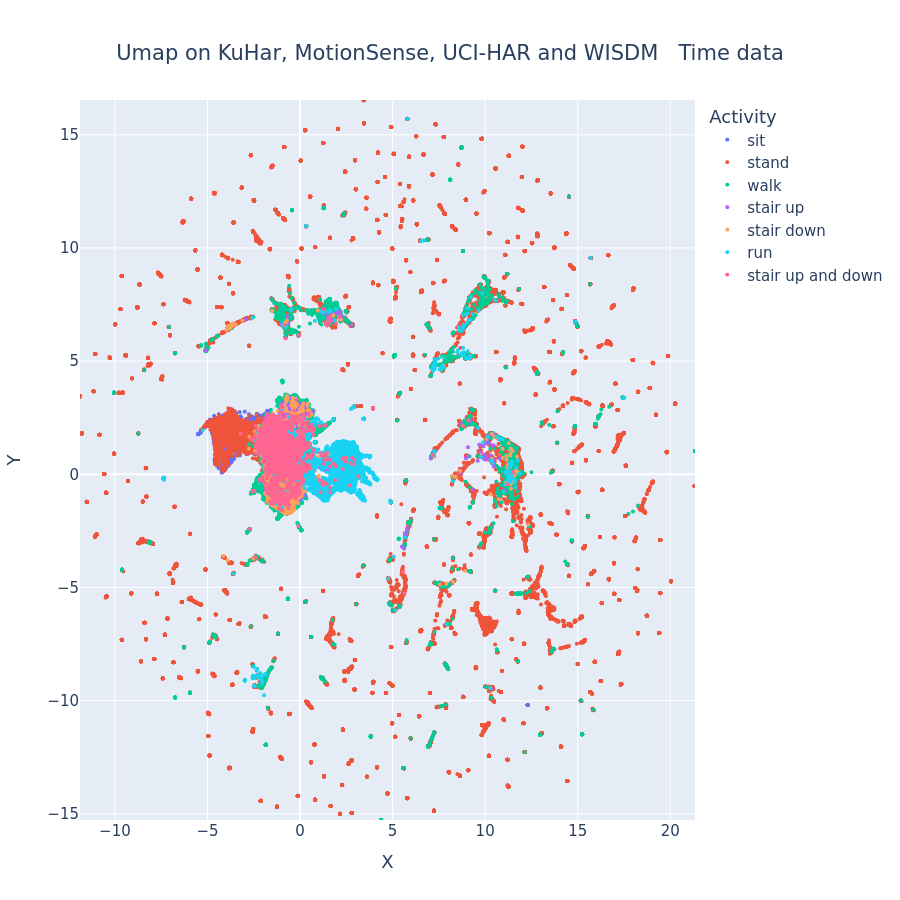 Umap on KuHar, MotionSense, UCI-HAR and WISDM   Time data
Activity
sit
stand
walk
stair up
stair down
run
stair up and down
15
10
5
0
−5
−10
−15
Y
−10 −5 0 5 10 15 20
X